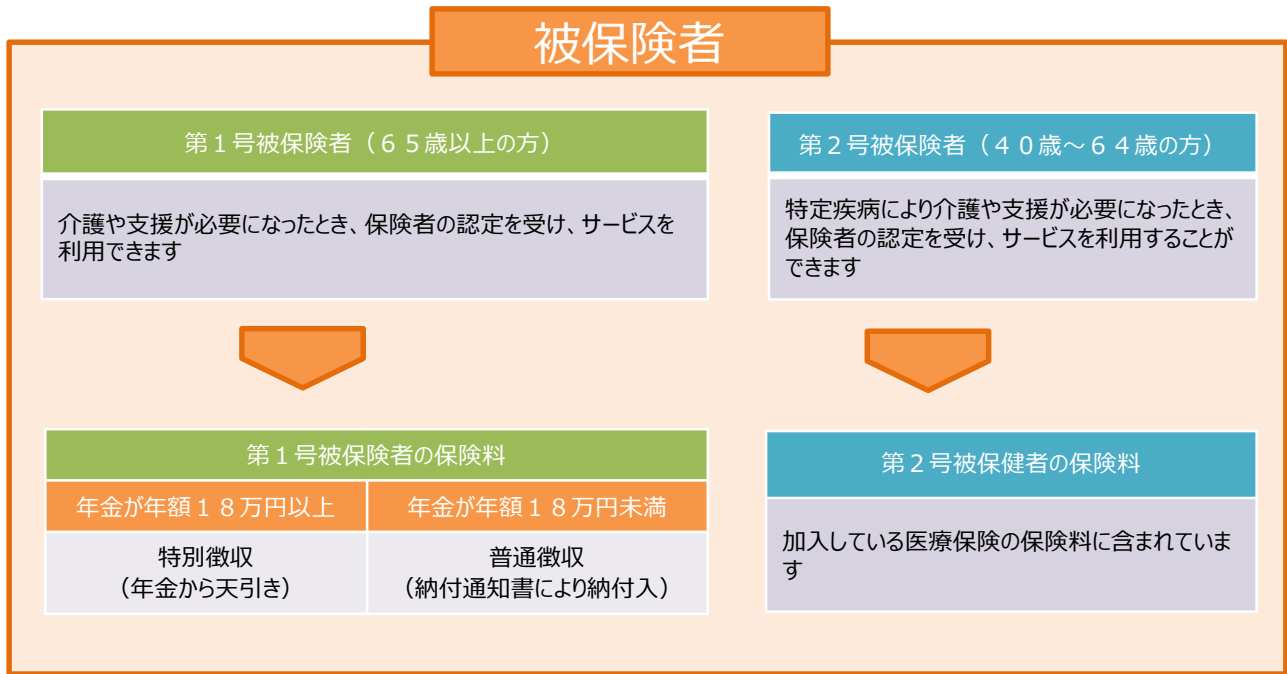 被保険者
第１号被保険者（６５歳以上の方）
介護や支援が必要になったとき、保険者の認定を受け、サービスを
利用できます
第２号被保険者（４０歳～６４歳の方）
特定疾病により介護や支援が必要になったとき、
保険者の認定を受け、サービスを利用することが
できます
第１号被保険者の保険料
年金が年額１８万円以上
年金が年額１８万円未満
特別徴収
（年金から天引き）
普通徴収
（納付通知書により納付入）
第２号被保健者の保険料
加入している医療保険の保険料に含まれていま
す